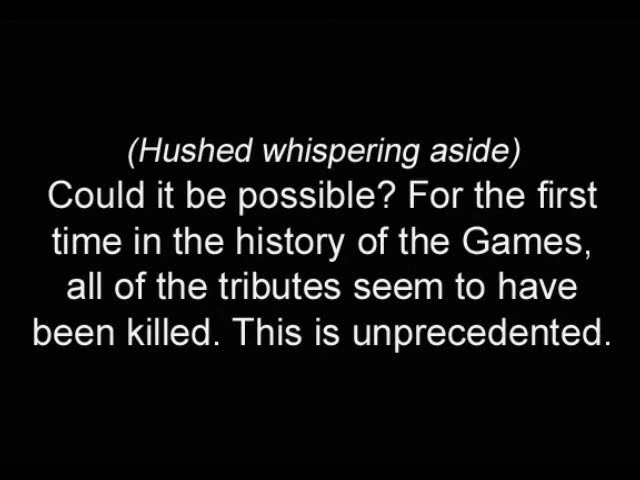 (Hushed whispering aside)
Could it be possible? For the first
time in the history of the Games,
all of the tributes seem to have
been killed. This is unprecedented.